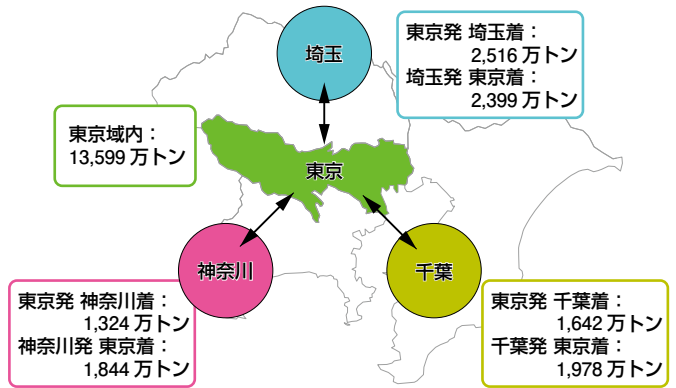 埼玉
東京発 埼玉着：
2,516 万トン
埼玉発 東京着：
2,399 万トン
東京域内：
13,599 万トン
東京
神奈川
千葉
東京発 神奈川着：
1,324 万トン
神奈川発 東京着：
1,844 万トン
東京発 千葉着：
1,642 万トン
千葉発 東京着：
1,978 万トン